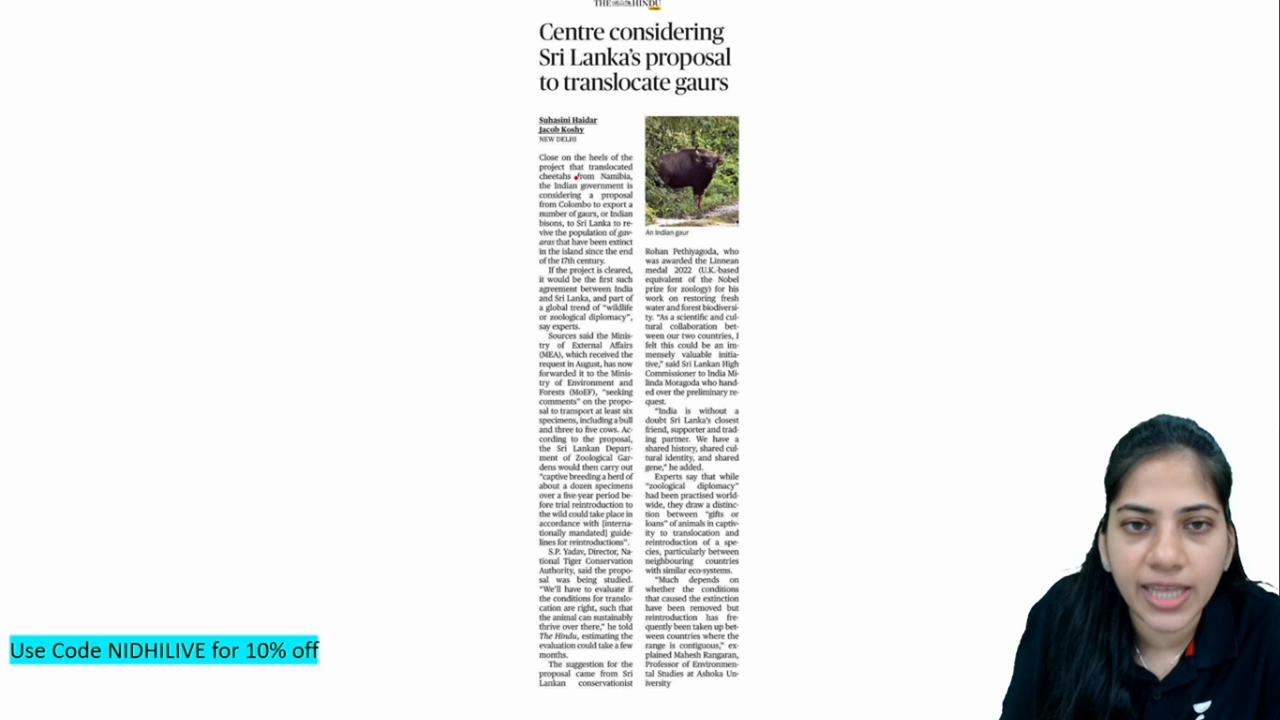 THE HINDU
Centre considering
Sri Lanka's proposal
to translocate gaurs
Suhasini Haidar
Jacob Koshy
NEW DELHI
Close on the heels of the
project that translocated
cheetahs from Namibia,
the Indian government is
considering a proposal
from Colombo to export a
number of gaurs, or Indian
bisons, to Sri Lanka to re-
vive the population of gav-
aras that have been extinct
in the island since the end
of the 17th century.
If the project is cleared,
it would be the first such
agreement between India
and Sri Lanka, and part of
a global trend of "wildlife
or zoological diplomacy",
say experts.
Sources said the Minis-
try of External Affairs
(MEA), which received the
request in August, has now
forwarded it to the Minis-
try of Environment and
Forests (MoEF), "seeking
comments" on the propo-
sal to transport at least six
specimens, including a bull
and three to five cows. Ac-
cording to the proposal,
the Sri Lankan Depart-
ment of Zoological Gar-
dens would then carry out
"captive breeding a herd of
about a dozen specimens
over a five-year period be-
fore trial reintroduction to
the wild could take place in
accordance with [interna-
tionally mandated] guide-
lines for reintroductions".
S.P. Yadav, Director, Na-
tional Tiger Conservation
Authority, said the propo-
sal was being studied.
"We'll have to evaluate if
the conditions for translo-
cation are right, such that
the animal can sustainably
thrive over there," he told
The Hindu, estimating the
evaluation could take a few
months.
The suggestion for the
proposal came from Sri
Lankan conservationist
An Indian gaur
Rohan Pethiyagoda, who
was awarded the Linnean
medal 2022 (U.K.-based
equivalent of the Nobel
prize for zoology) for his
work on restoring fresh
water and forest biodiversi-
ty. "As a scientific and cul-
tural collaboration bet-
ween our two countries, I
felt this could be an im-
mensely valuable initia-
tive," said Sri Lankan High
Commissioner to India Mi-
linda Moragoda who hand-
ed over the preliminary re-
quest.
"India is without a
doubt Sri Lanka's closest
friend, supporter and trad-
ing partner. We have a
shared history, shared cul-
tural identity, and shared
gene," he added.
Experts say that while
"zoological diplomacy"
had been practised world-
wide, they draw a distinc-
tion between "gifts or
loans" of animals in captiv-
ity to translocation and
reintroduction of a spe-
cies, particularly between
neighbouring countries
with similar eco-systems.
"Much depends on
whether the conditions
that caused the extinction
have been removed but
reintroduction has fre-
quently been taken up bet-
ween countries where the
range is contiguous," ex-
plained Mahesh Rangaran,
Professor of Environmen-
tal Studies at Ashoka Un-
iversity
Use Code NIDHILIVE for 10% off